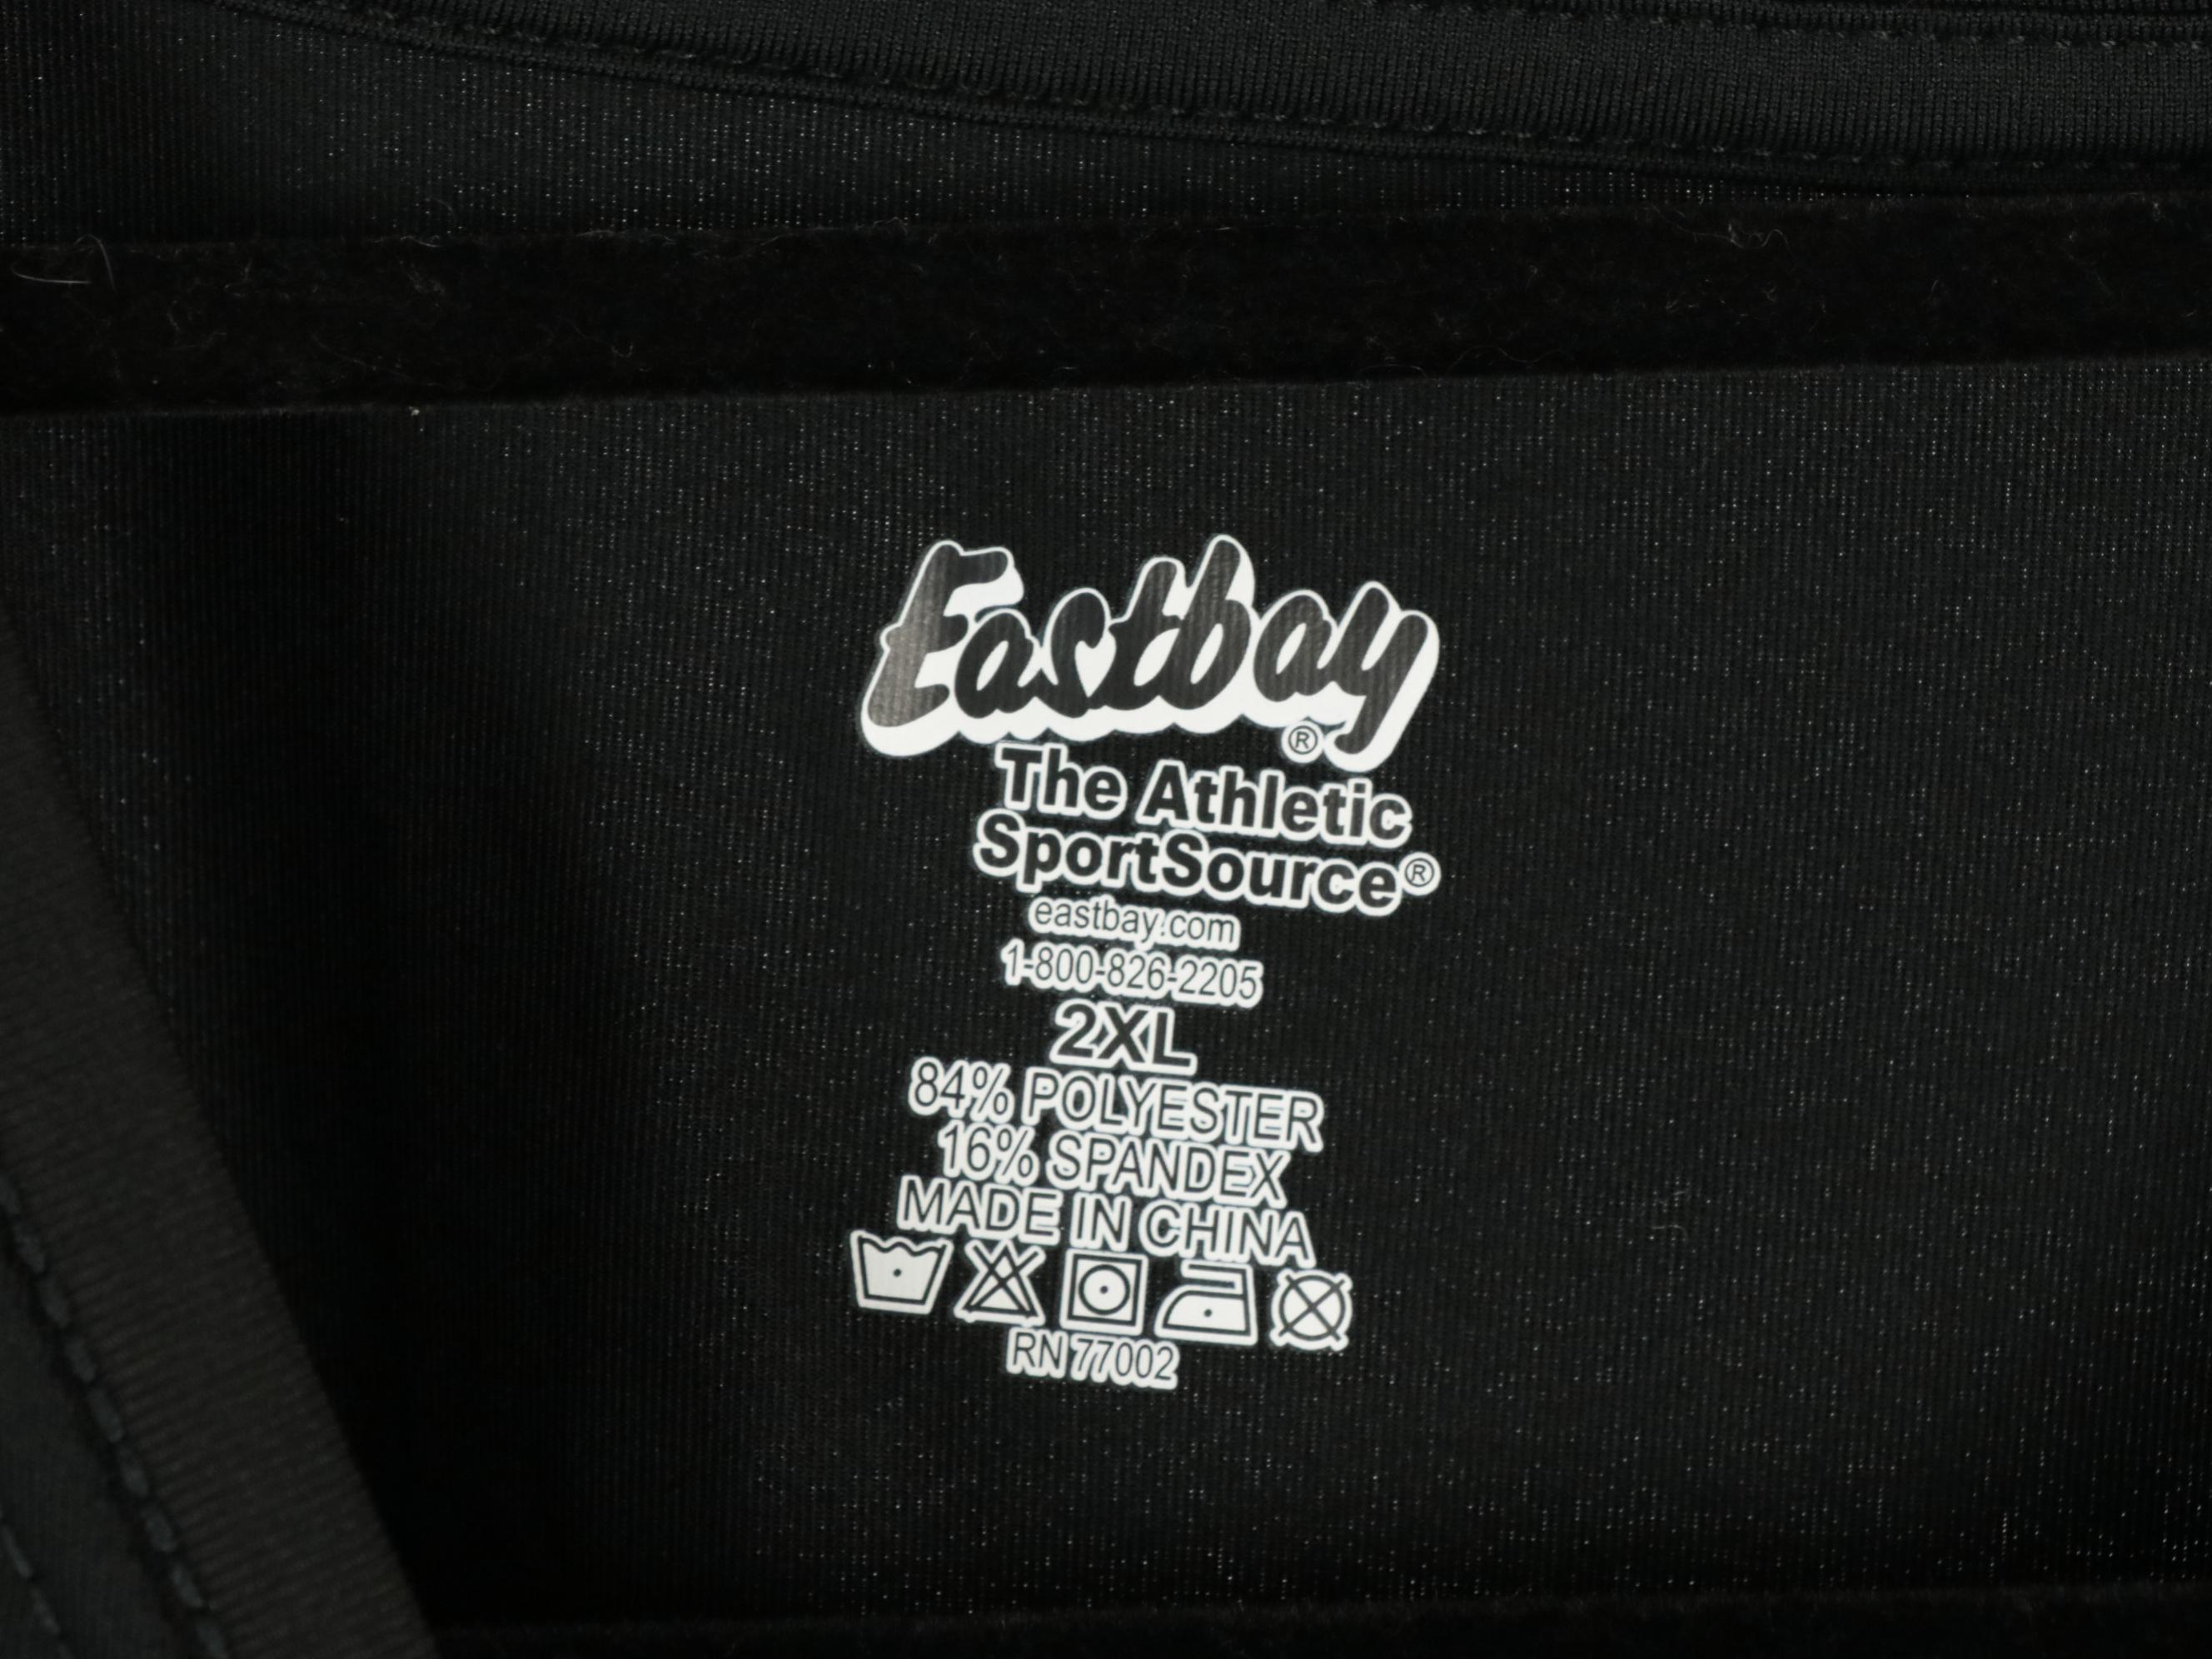 Eastbay®
The Athletic
SportSource®
eastbay.com
1-800-826-2205
2XL
84% POLYESTER
16% SPANDEX
MADE IN CHINA
RN 77002